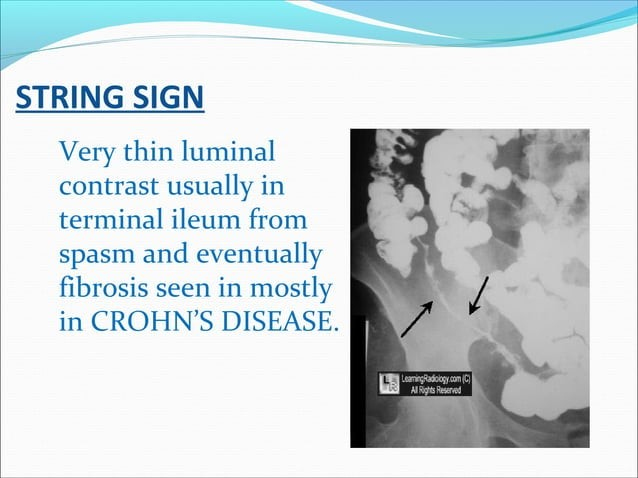 STRING SIGN
Very thin luminal
contrast usually in
terminal ileum from
spasm and eventually
fibrosis seen in mostly
in CROHN’S DISEASE.
LearningRadiology.com (C)
All Rights Reserved